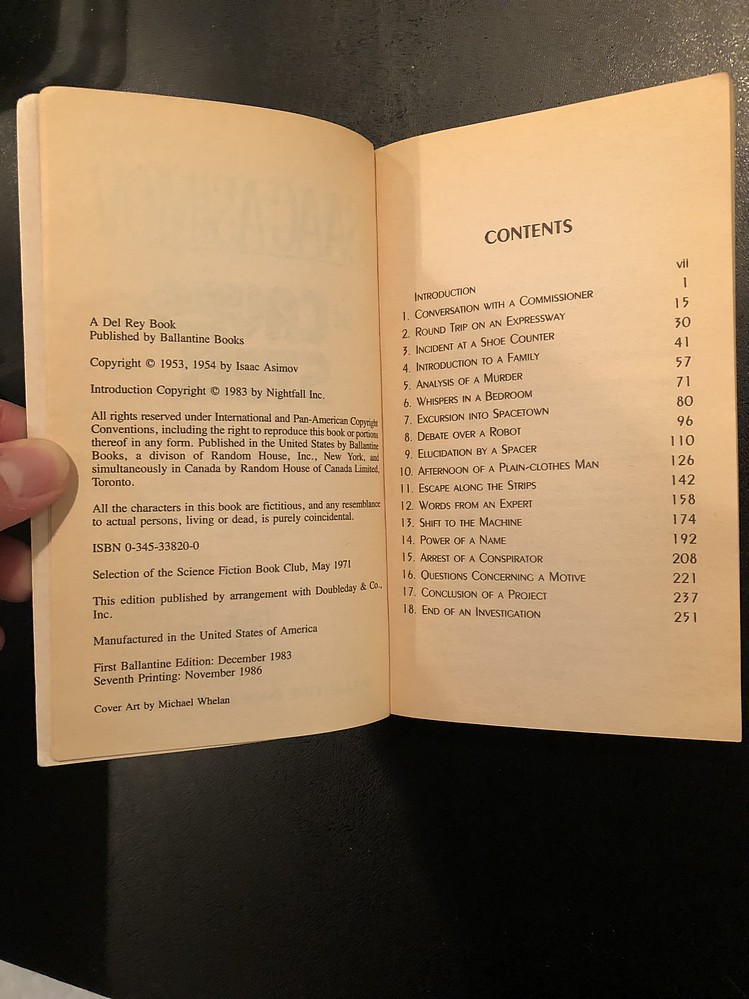 A Del Rey Book
Published by Ballantine Books
Copyright © 1953, 1954 by Isaac Asimov
Introduction Copyright © 1983 by Nightfall Inc.
All rights reserved under International and Pan-American Copyright
Conventions, including the right to reproduce this book or portions
thereof in any form. Published in the United States by Ballantine
Books, a divison of Random House, Inc., New York, and
simultaneously in Canada by Random House of Canada Limited,
Toronto.
All the characters in this book are fictitious, and any resemblance
to actual persons, living or dead, is purely coincidental.
ISBN 0-345-33820-0
Selection of the Science Fiction Book Club, May 1971
This edition published by arrangement with Doubleday & Co.,
Inc.
Manufactured in the United States of America
First Ballantine Edition: December 1983
Seventh Printing: November 1986
Cover Art by Michael Whelan
CONTENTS
INTRODUCTION vii
1. CONVERSATION WITH A COMMISSIONER 1
2. ROUND TRIP ON AN EXPRESSWAY 15
3. INCIDENT AT A SHOE COUNTER 30
4. INTRODUCTION TO A FAMILY 41
5. ANALYSIS OF A MURDER 57
6. WHISPERS IN A BEDROOM 71
7. EXCURSION INTO SPACETOWN 80
8. DEBATE OVER A ROBOT 96
9. ELUCIDATION BY A SPACER 110
10. AFTERNOON OF A PLAIN-CLOTHES MAN 126
11. ESCAPE ALONG THE STRIPS 142
12. WORDS FROM AN EXPERT 158
13. SHIFT TO THE MACHINE 174
14. POWER OF A NAME 192
15. ARREST OF A CONSPIRATOR 208
16. QUESTIONS CONCERNING A MOTIVE 221
17. CONCLUSION OF A PROJECT 237
18. END OF AN INVESTIGATION 251